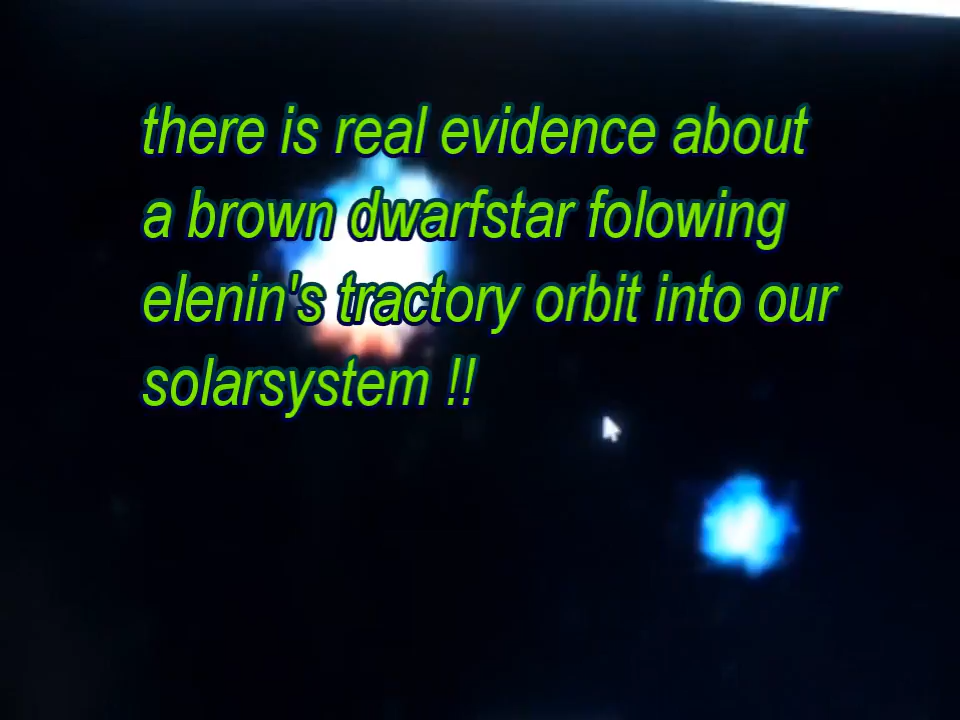 there is real evidence about
a brown dwarfstar folowing
elenin's tractory orbit into our
solarsystem !!